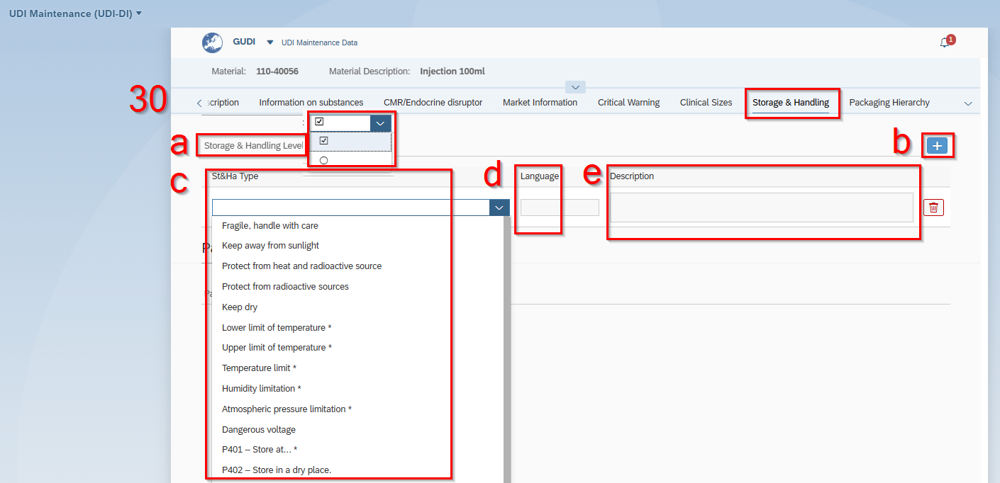 UDI Maintenance (UDI-DI)
GUDI UDI Maintenance Data
1
Material: 110-40056 Material Description: Injection 100ml
30
scription Information on substances CMR/Endocrine disruptor Market Information Critical Warning Clinical Sizes Storage & Handling Packaging Hierarchy
:
a Storage & Handling Level
b
c St&Ha Type
d Language
e Description
Fragile, handle with care
Keep away from sunlight
Protect from heat and radioactive source
Protect from radioactive sources
Keep dry
Lower limit of temperature *
Upper limit of temperature *
Temperature limit *
Humidity limitation *
Atmospheric pressure limitation *
Dangerous voltage
P401 – Store at... *
P402 – Store in a dry place.